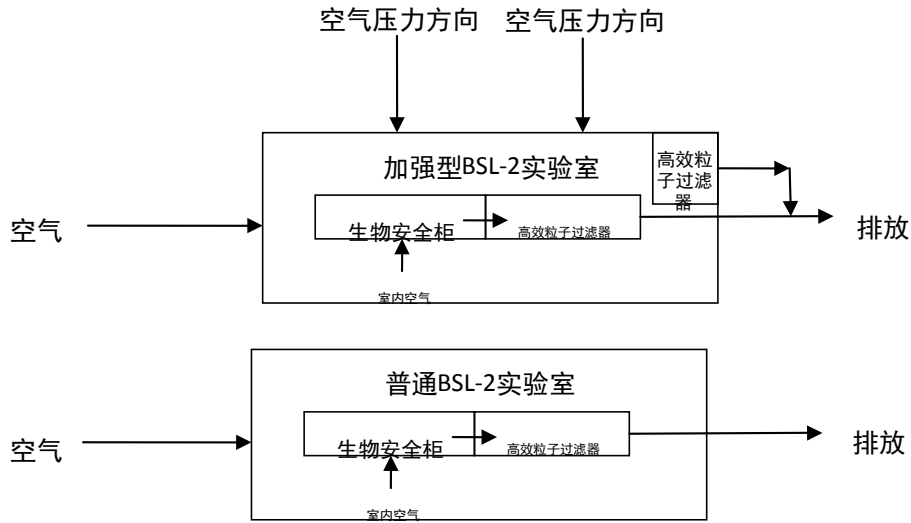 空气压力方向 空气压力方向
加强型BSL-2实验室
高效粒
子过滤
器
空气
生物安全柜
高效粒子过滤器
排放
室内空气
普通BSL-2实验室
空气
生物安全柜
高效粒子过滤器
排放
室内空气